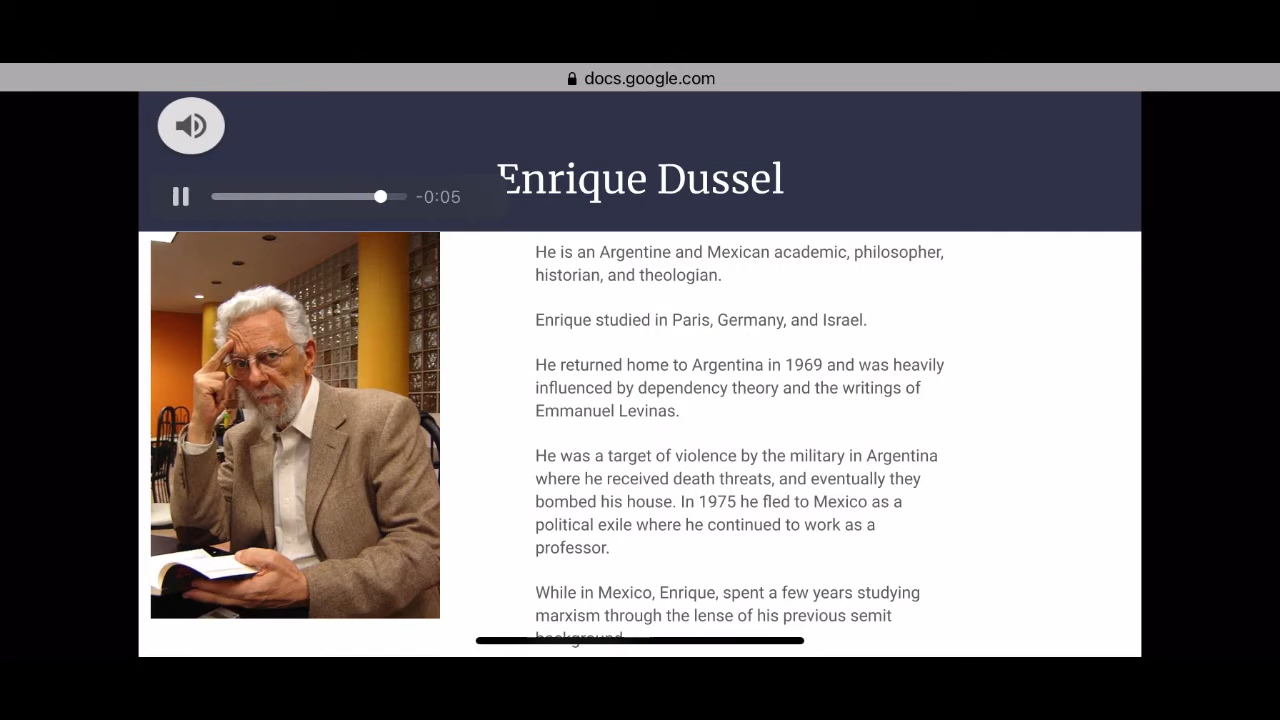 docs.google.com
Enrique Dussel
-0:05
He is an Argentine and Mexican academic, philosopher,
historian, and theologian.
Enrique studied in Paris, Germany, and Israel.
He returned home to Argentina in 1969 and was heavily
influenced by dependency theory and the writings of
Emmanuel Levinas.
He was a target of violence by the military in Argentina
where he received death threats, and eventually they
bombed his house. In 1975 he fled to Mexico as a
political exile where he continued to work as a
professor.
While in Mexico, Enrique, spent a few years studying
marxism through the lense of his previous semit
background